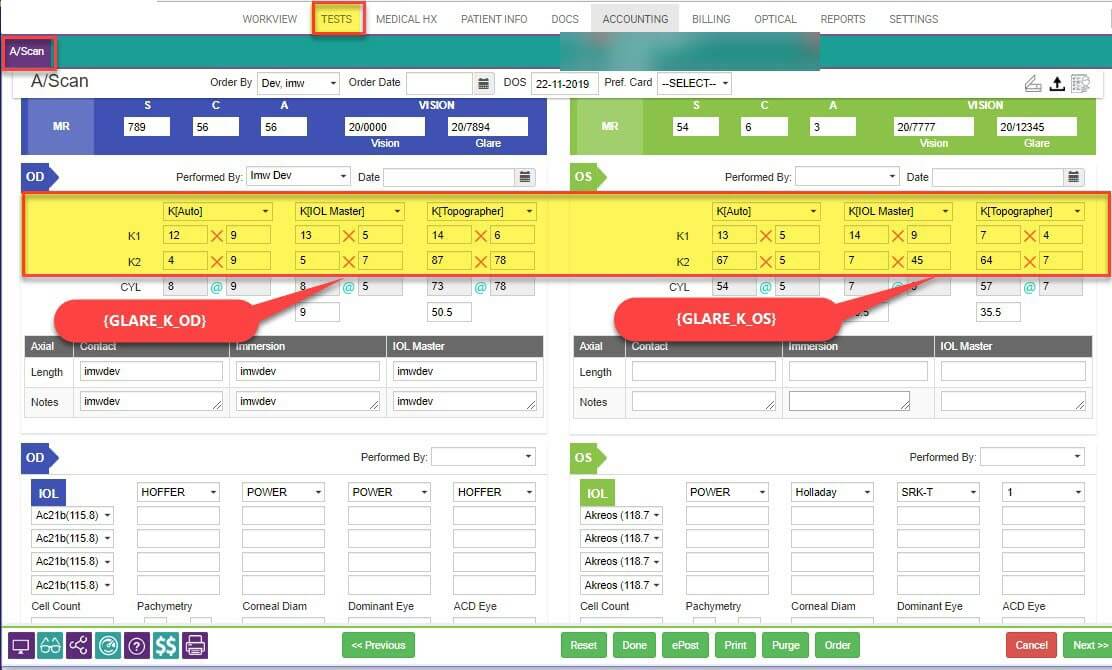 WORKVIEW TESTS MEDICAL HX PATIENT INFO DOCS ACCOUNTING BILLING OPTICAL REPORTS SETTINGS
A/Scan
A/Scan Order By Dev, imw Order Date DOS 22-11-2019 Pref. Card --SELECT--
S C A VISION S C A VISION
MR 789 56 56 20/0000 20/7894 MR 54 6 3 20/7777 20/12345
Vision Glare Vision Glare
OD Performed By: Imw Dev Date OS Performed By: Date
K[Auto] K[IOL Master] K[Topographer] K[Auto] K[IOL Master] K[Topographer]
K1 12 9 13 5 14 6 K1 13 5 14 9 7 4
K2 4 9 5 7 87 78 K2 67 5 7 45 64 7
CYL 8 @ 9 8 @ 5 73 @ 78 CYL 54 @ 5 7 @ 57 @ 7
9 50.5 35.5
{GLARE_K_OD} {GLARE_K_OS}
Axial Contact Immersion IOL Master Axial Contact Immersion IOL Master
Length imwdev imwdev imwdev Length
Notes imwdev imwdev imwdev Notes
OD Performed By: OS Performed By:
IOL HOFFER POWER POWER HOFFER IOL POWER Holladay SRK-T 1
Ac21b(115.8) Akreos (118.7
Ac21b(115.8) Akreos (118.7
Ac21b(115.8) Akreos (118.7
Ac21b(115.8) Akreos (118.7
Cell Count Pachymetry Corneal Diam Dominant Eye ACD Eye Cell Count Pachymetry Corneal Diam Dominant Eye ACD Eye
<< Previous Reset Done ePost Print Purge Order Cancel Next >>